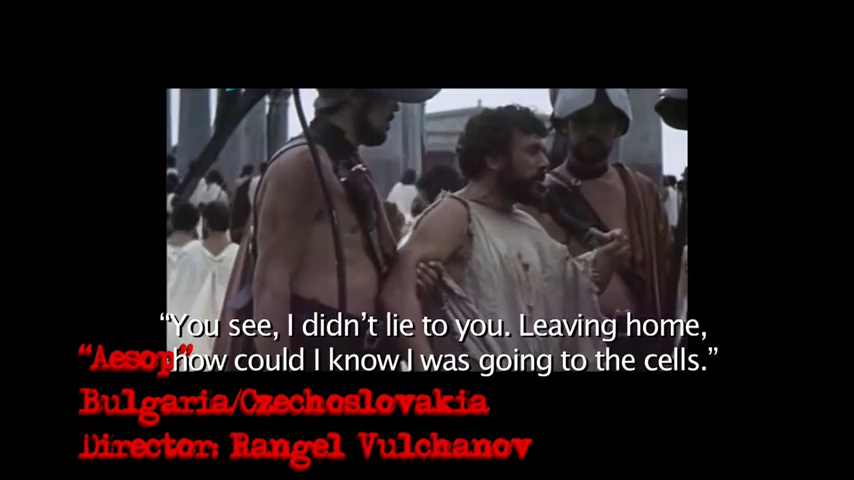 “You see, I didn’t lie to you. Leaving home,
how could I know I was going to the cells.”
“Aesop”
Bulgaria/Czechoslovakia
Director: Rangel Vulchanov